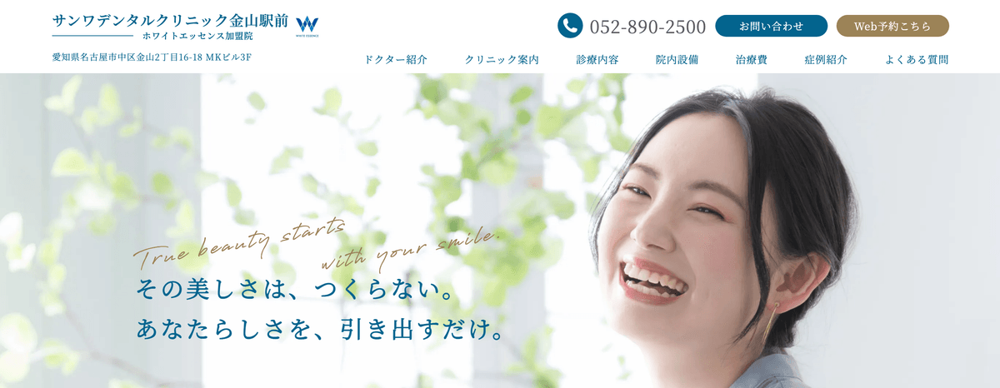 サンワデンタルクリニック金山駅前
ホワイトエッセンス加盟院
WHITE ESSENCE
愛知県名古屋市中区金山2丁目16-18 MKビル3F
052-890-2500
お問い合わせ
Web予約こちら
ドクター紹介
クリニック案内
診療内容
院内設備
治療費
症例紹介
よくある質問
True beauty starts
with your smile.
その美しさは、つくらない。
あなたらしさを、引き出すだけ。